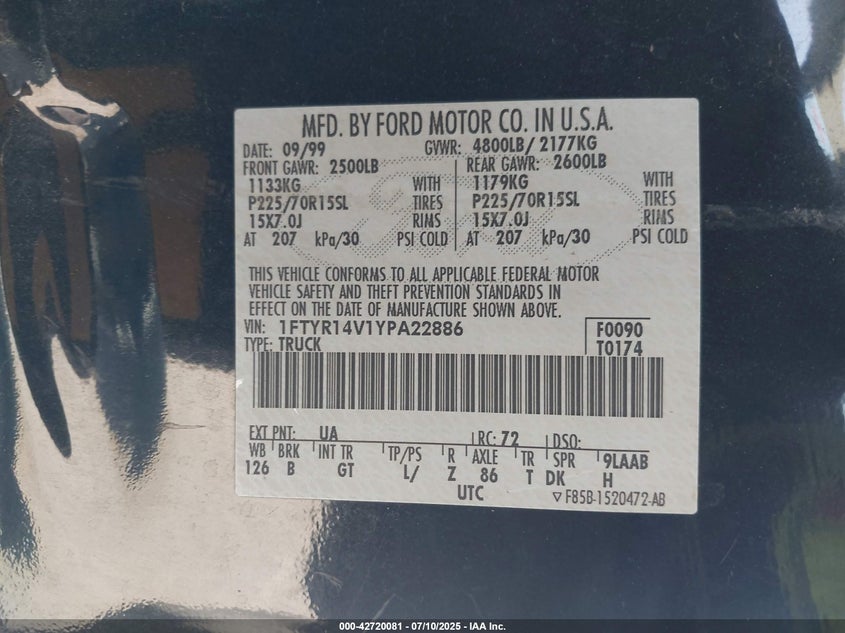 MFD. BY FORD MOTOR CO. IN U.S.A.
DATE: 09/99 GVWR: 4800LB/ 2177KG
FRONT GAWR: 2500LB REAR GAWR: 2600LB
1133KG WITH 1179KG WITH
P225/70R15SL TIRES P225/70R15SL TIRES
15X7.0J RIMS 15X7.0J RIMS
AT 207 kPa/30 PSI COLD AT 207 kPa/30 PSI COLD
THIS VEHICLE CONFORMS TO ALL APPLICABLE FEDERAL MOTOR
VEHICLE SAFETY AND THEFT PREVENTION STANDARDS IN
EFFECT ON THE DATE OF MANUFACTURE SHOWN ABOVE.
VIN: 1FTYR14V1YPA22886 F0090
TYPE: TRUCK T0174
EXT PNT: UA RC: 72 DSO:
WB BRK INT TR TP/PS R AXLE TR SPR 9LAAB
126 B GT L/ Z 86 T DK H
UTC F85B-1520472-AB
000-42720081 - 07/10/2025 - IAA Inc.